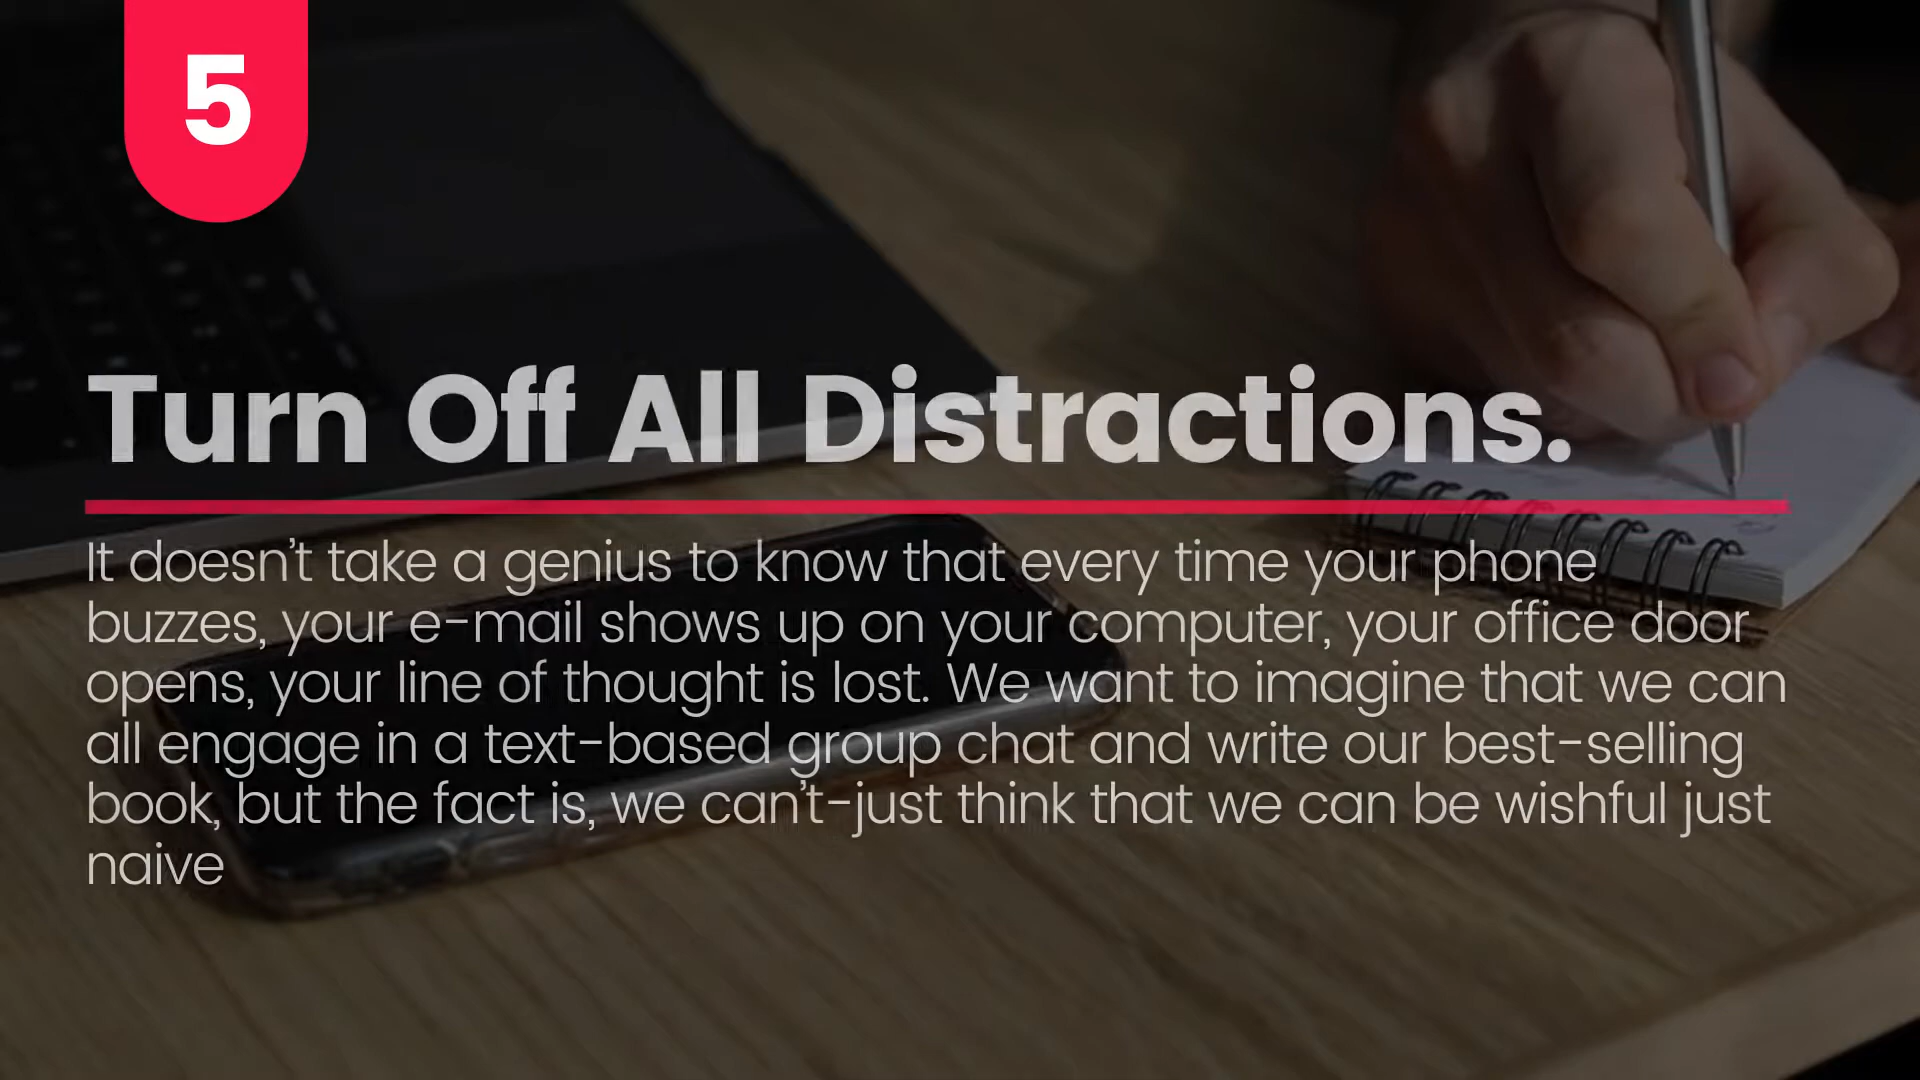 5
Turn Off All Distractions.
It doesn't take a genius to know that every time your phone
buzzes, your e-mail shows up on your computer, your office door
opens, your line of thought is lost. We want to imagine that we can
all engage in a text-based group chat and write our best-selling
book, but the fact is, we can't-just think that we can be wishful just
naive